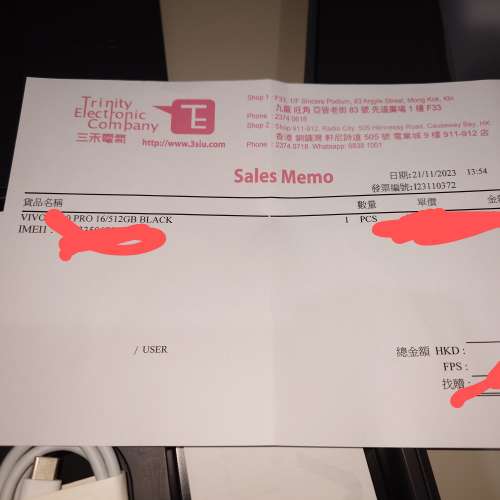 Trinity
Electronic
Company
三禾電器
TE
http://www.3siu.com
Shop 1 : F33, 1/F Sincere Podium, 83 Argyle Street, Mong Kok, KLN
九龍 旺角 亞皆老街 83 號 先達廣場 1 樓 F33
Phone : 2374 0618
Shop 2 : Shop 911-912, Radio City, 505 Hennessy Road, Causeway Bay, HK
香港 銅鑼灣 軒尼詩道 505 號 電業城 9 樓 911-912 店
Phone : 2374 0718 Whatsapp: 6838 1001
Sales Memo
日期: 21/11/2023 13:54
發票編號: I23110372
貨品名稱 數量 單價 金
VIVO PRO 16/512GB BLACK 1 PCS
IMEI1
/ USER
總金額 HKD :
FPS :
找贖 :